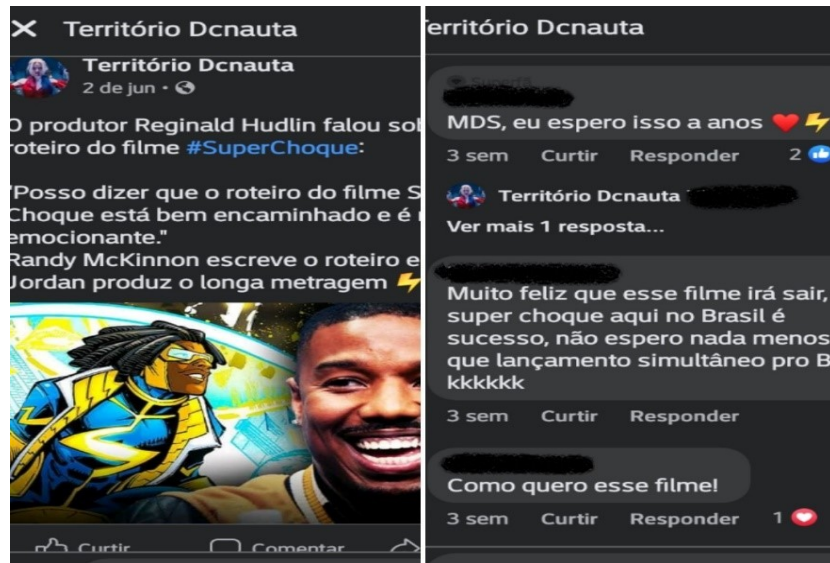 Território Dcnauta
Território Dcnauta
2 de jun
O produtor Reginald Hudlin falou sol
roteiro do filme #SuperChoque:
"Posso dizer que o roteiro do filme S
Choque está bem encaminhado e é
emocionante."
Randy McKinnon escreve o roteiro e
Jordan produz o longa metragem
Curtir
Comentar
erritório Dcnauta
Superfã
MDS, eu espero isso a anos
3 sem Curtir Responder 2
Território Dcnauta
Ver mais 1 resposta...
Muito feliz que esse filme irá sair,
super choque aqui no Brasil é
sucesso, não espero nada menos
que lançamento simultâneo pro B
kkkkkk
3 sem Curtir Responder
Como quero esse filme!
3 sem Curtir Responder 1